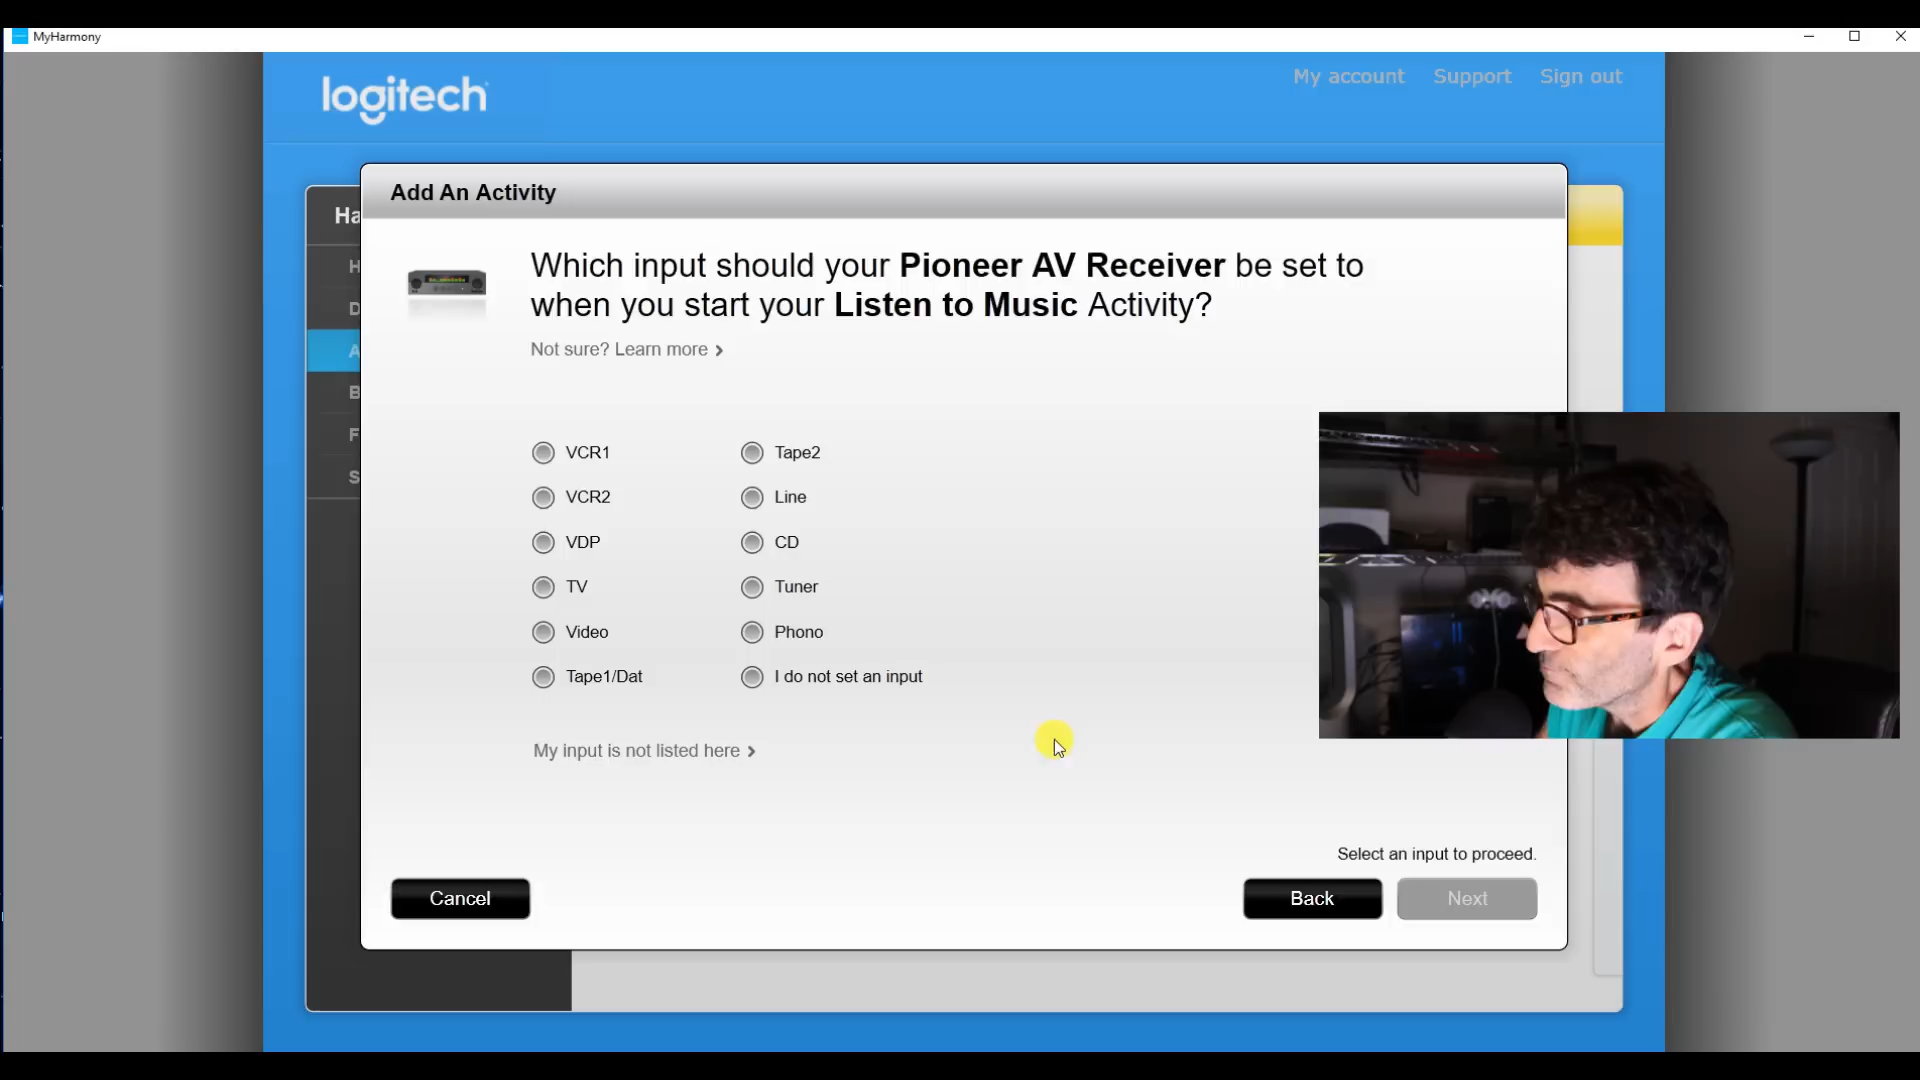 MyHarmony
logitech
My account Support Sign out
Ha
Add An Activity
H
D
A
B
F
S
Which input should your Pioneer AV Receiver be set to
when you start your Listen to Music Activity?
Not sure? Learn more >
VCR1 Tape2
VCR2 Line
VDP CD
TV Tuner
Video Phono
Tape1/Dat I do not set an input
My input is not listed here >
Select an input to proceed.
Cancel Back Next